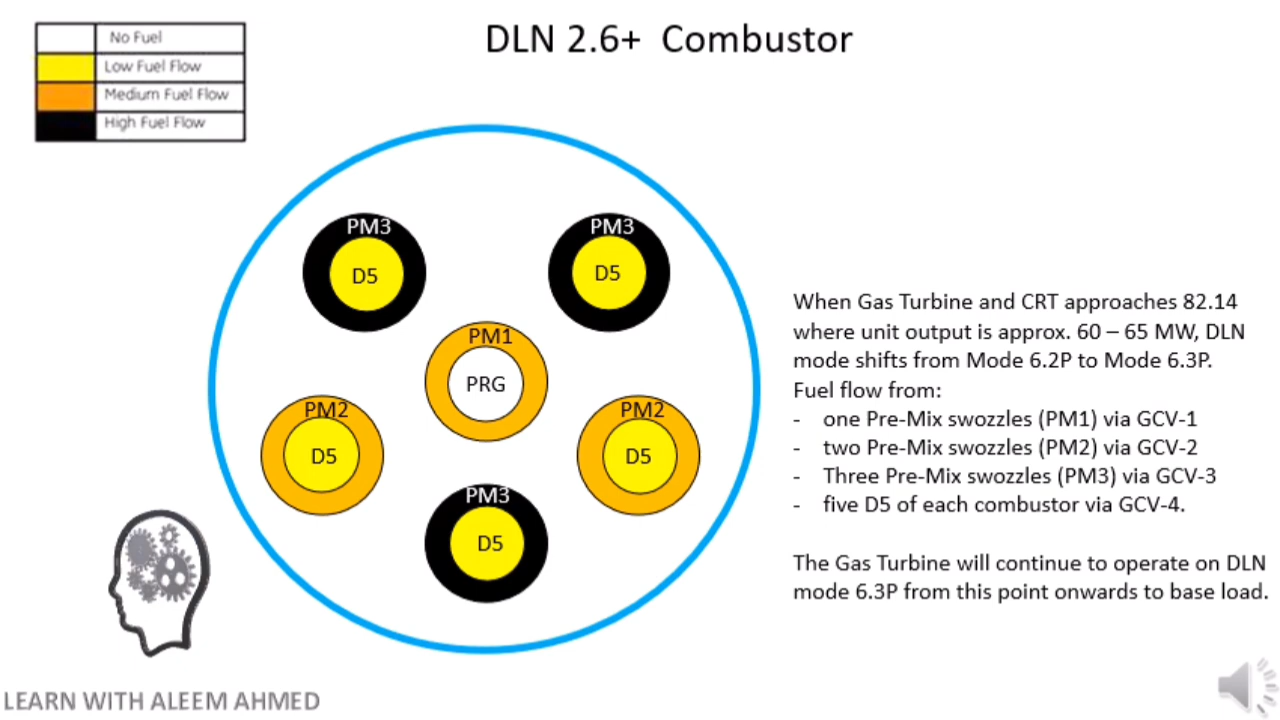 DLN 2.6+ Combustor
No Fuel
Low Fuel Flow
Medium Fuel Flow
High Fuel Flow
PM3
D5
PM3
D5
PM1
PRG
PM2
D5
PM2
D5
PM3
D5
When Gas Turbine and CRT approaches 82.14
where unit output is approx. 60 – 65 MW, DLN
mode shifts from Mode 6.2P to Mode 6.3P.
Fuel flow from:
- one Pre-Mix swozzles (PM1) via GCV-1
- two Pre-Mix swozzles (PM2) via GCV-2
- Three Pre-Mix swozzles (PM3) via GCV-3
- five D5 of each combustor via GCV-4.
The Gas Turbine will continue to operate on DLN
mode 6.3P from this point onwards to base load.
LEARN WITH ALEEM AHMED